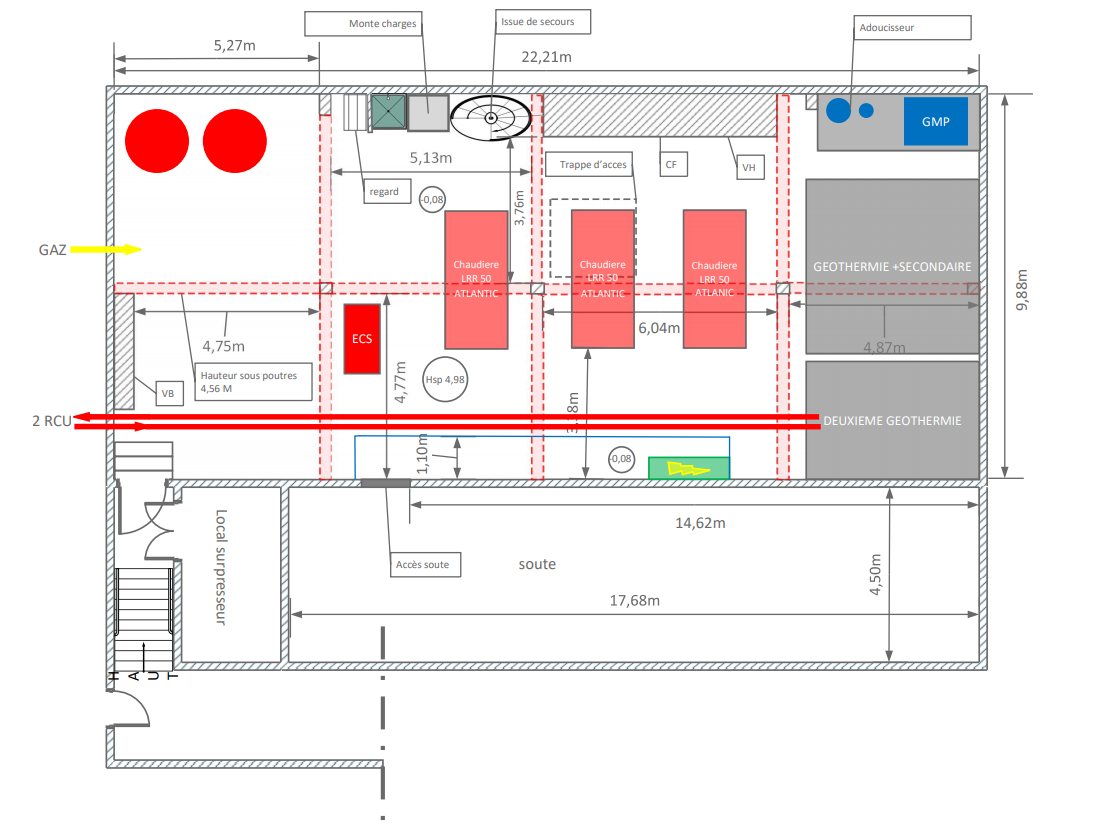 Monte charges
Issue de secours
Adoucisseur
5,27m
22,21m
GMP
5,13m
Trappe d'acces
CF
VH
regard
-0,08
3,76m
GAZ
Chaudiere
LRR 50
ATLANTIC
Chaudiere
LRR 50
ATLANTIC
Chaudiere
LRR 50
ATLANIC
GEOTHERMIE +SECONDAIRE
9,88m
ECS
6,04m
4,75m
4,87m
Hauteur sous poutres
4,56 M
VB
4,77m
Hsp 4,98
2 RCU
DEUXIEME GEOTHERMIE
1,10m
-0,08
14,62m
Local surpresseur
Accès soute
soute
4,50m
17,68m
HAUT